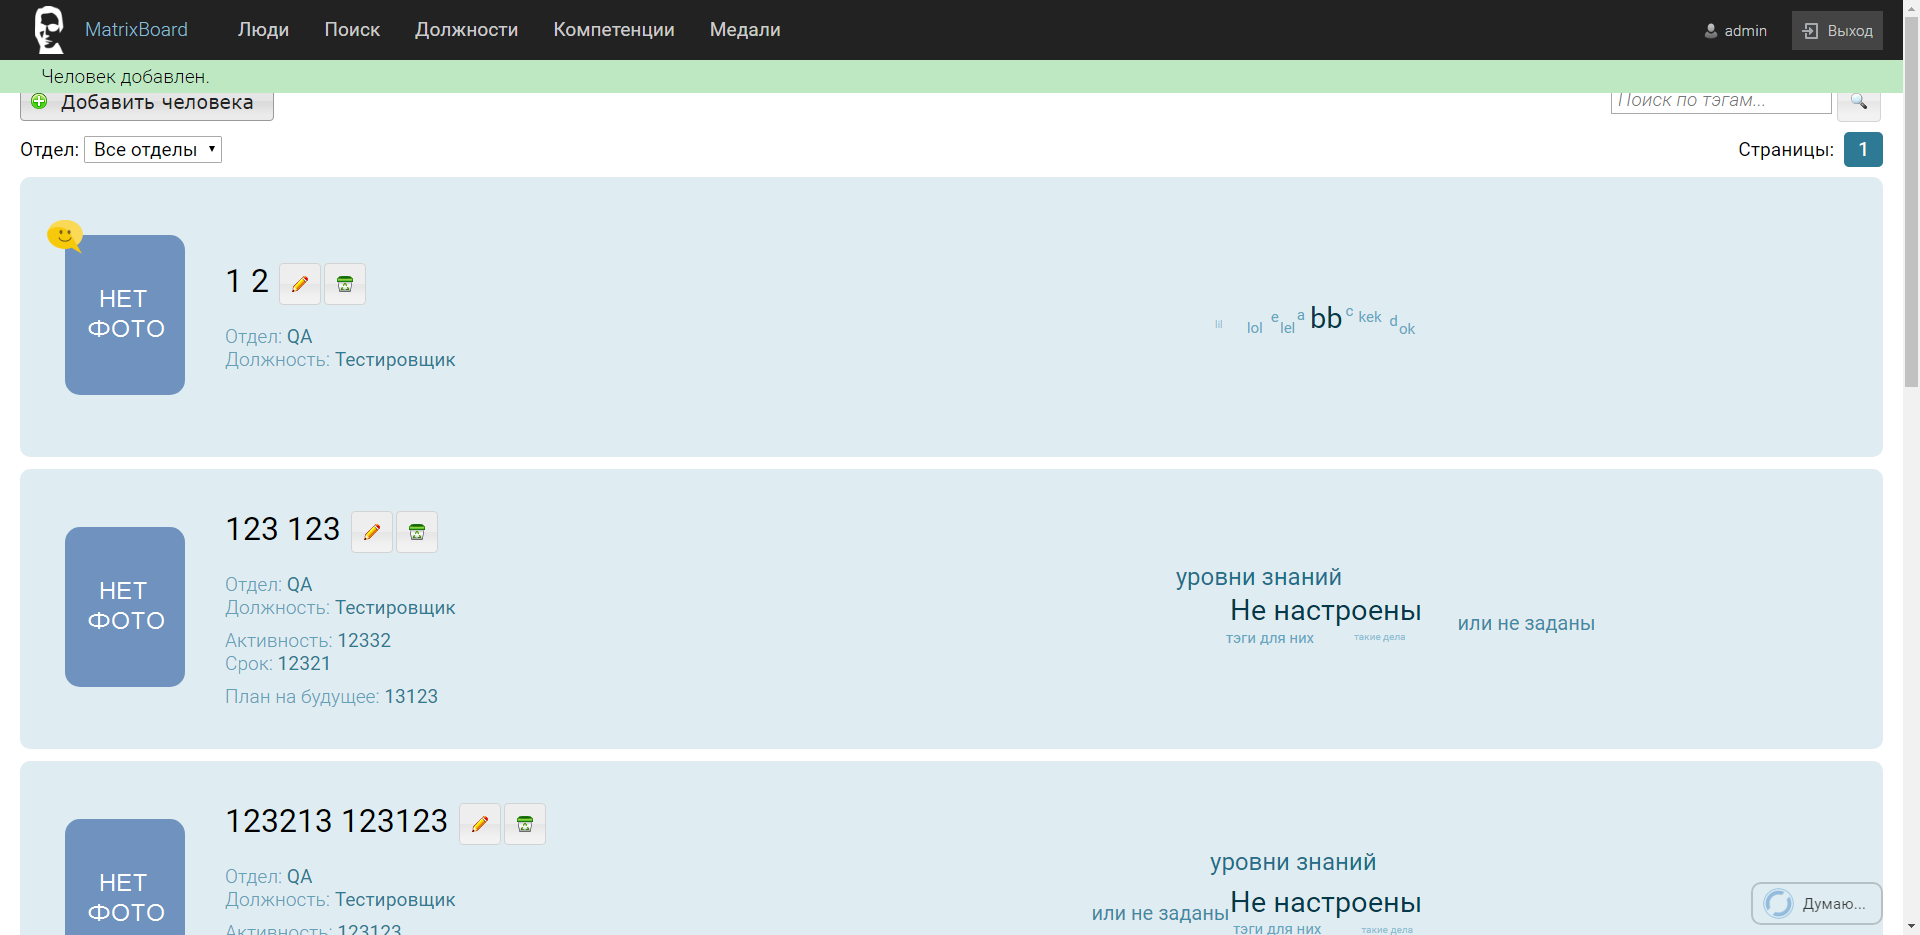 MatrixBoard Люди Поиск Должности Компетенции Медали admin Выход
Человек добавлен.
Добавить человека Поиск по тэгам...
Отдел: Все отделы Страницы: 1
НЕТ
ФОТО
1 2
Отдел: QA
Должность: Тестировщик
lil lol e lel a bb c kek d ok
НЕТ
ФОТО
123 123
Отдел: QA
Должность: Тестировщик
Активность: 12332
Срок: 12321
План на будущее: 13123
уровни знаний
Не настроены или не заданы
тэги для них такие дела
НЕТ
ФОТО
123213 123123
Отдел: QA
Должность: Тестировщик
Активность: 123123
уровни знаний
или не заданы Не настроены
тэги для них такие дела
Думаю...